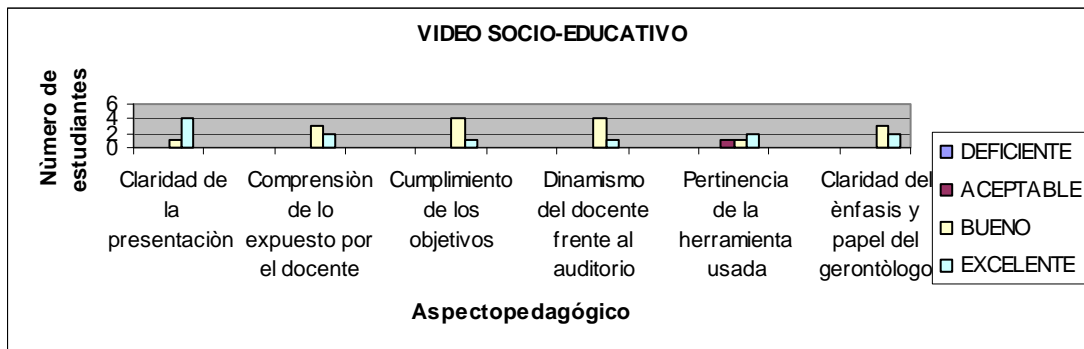 VIDEO SOCIO-EDUCATIVO
Nùmero de
estudiantes
6
4
2
0
Claridad de
la
presentaciòn
Comprensiòn
de lo
expuesto por
el docente
Cumplimiento
de los
objetivos
Dinamismo
del docente
frente al
auditorio
Pertinencia
de la
herramienta
usada
Claridad del
ènfasis y
papel del
gerontòlogo
Aspectopedagógico
DEFICIENTE
ACEPTABLE
BUENO
EXCELENTE